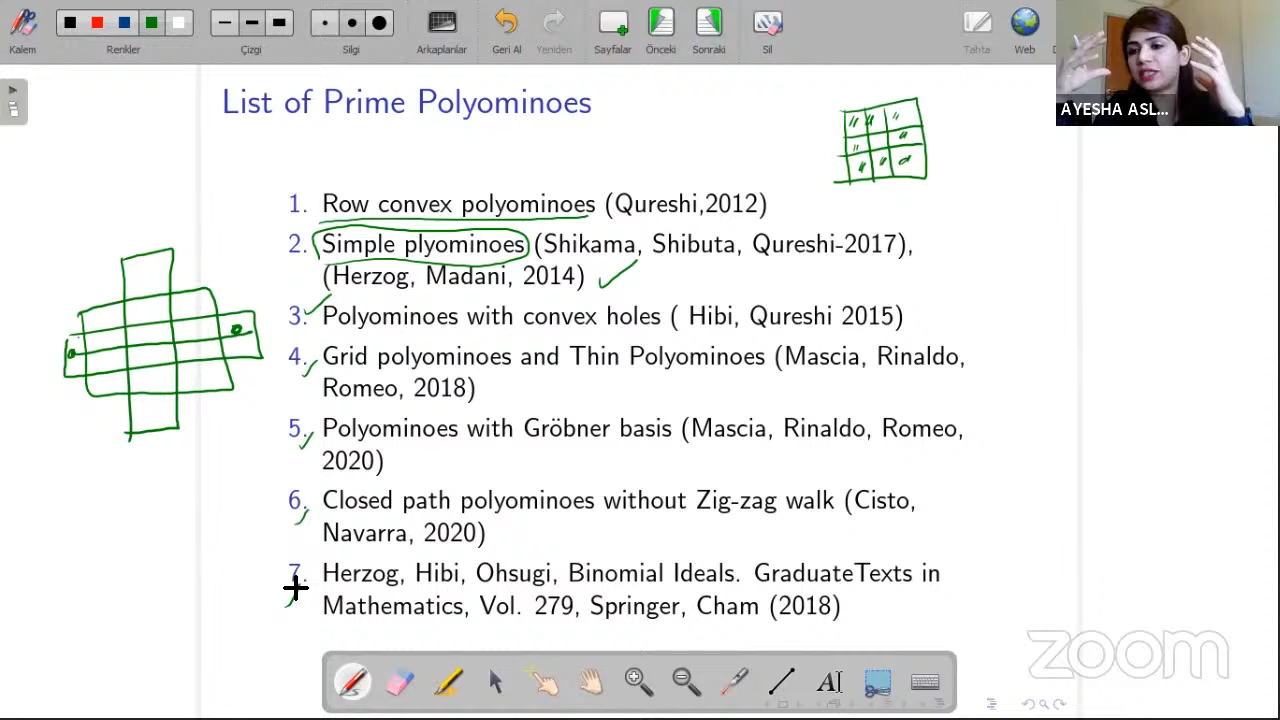 Kalem
Renkler
Çizgi
Silgi
Arkaplanlar
Geri Al
Yeniden
Sayfalar
Önceki
Sonraki
Sil
Tahta
Web
AYESHA ASL...
List of Prime Polyominoes
1. Row convex polyominoes (Qureshi,2012)
2. Simple plyominoes (Shikama, Shibuta, Qureshi-2017),
(Herzog, Madani, 2014)
3. Polyominoes with convex holes ( Hibi, Qureshi 2015)
4. Grid polyominoes and Thin Polyominoes (Mascia, Rinaldo,
Romeo, 2018)
5. Polyominoes with Gröbner basis (Mascia, Rinaldo, Romeo,
2020)
6. Closed path polyominoes without Zig-zag walk (Cisto,
Navarra, 2020)
7. Herzog, Hibi, Ohsugi, Binomial Ideals. GraduateTexts in
Mathematics, Vol. 279, Springer, Cham (2018)
zoom